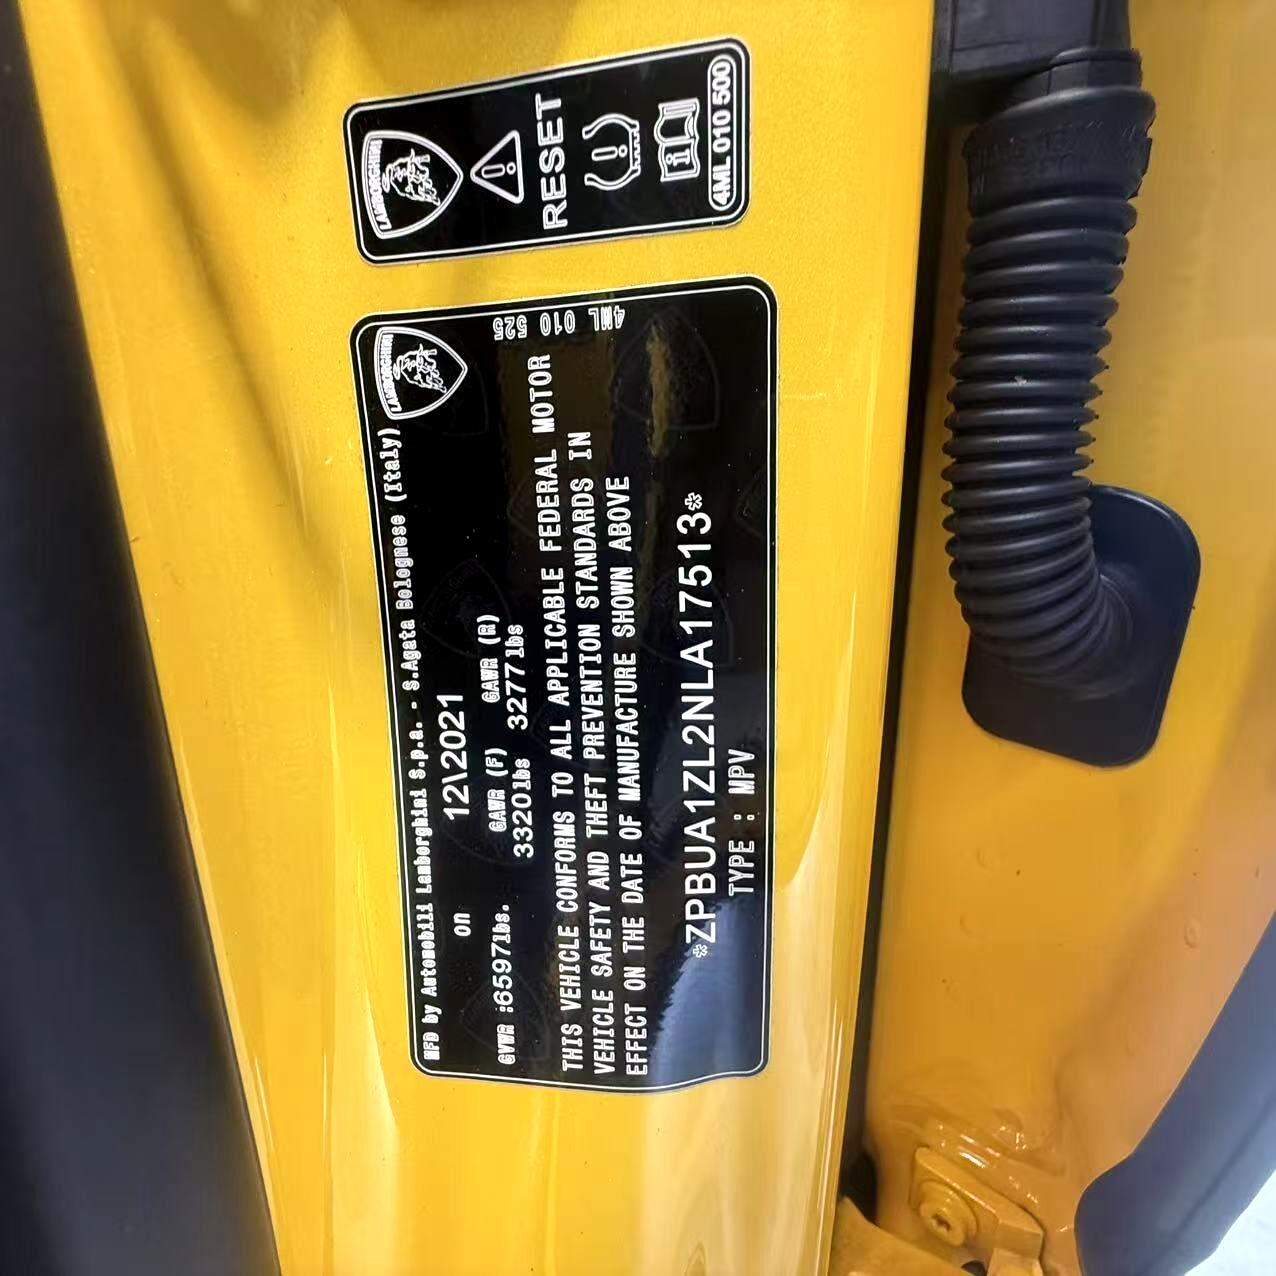 LAMBORGHINI
RESET
4ML 010 500
LAMBORGHINI
4ML 010 525
MFD by Automobili Lamborghini S.p.a. - S.Agata Bolognese (Italy)
on 12\2021
GVWR :6597lbs. GAWR (F) GAWR (R)
3320lbs 3277lbs
THIS VEHICLE CONFORMS TO ALL APPLICABLE FEDERAL MOTOR
VEHICLE SAFETY AND THEFT PREVENTION STANDARDS IN
EFFECT ON THE DATE OF MANUFACTURE SHOWN ABOVE
*ZPBUA1ZL2NLA17513*
TYPE : MPV